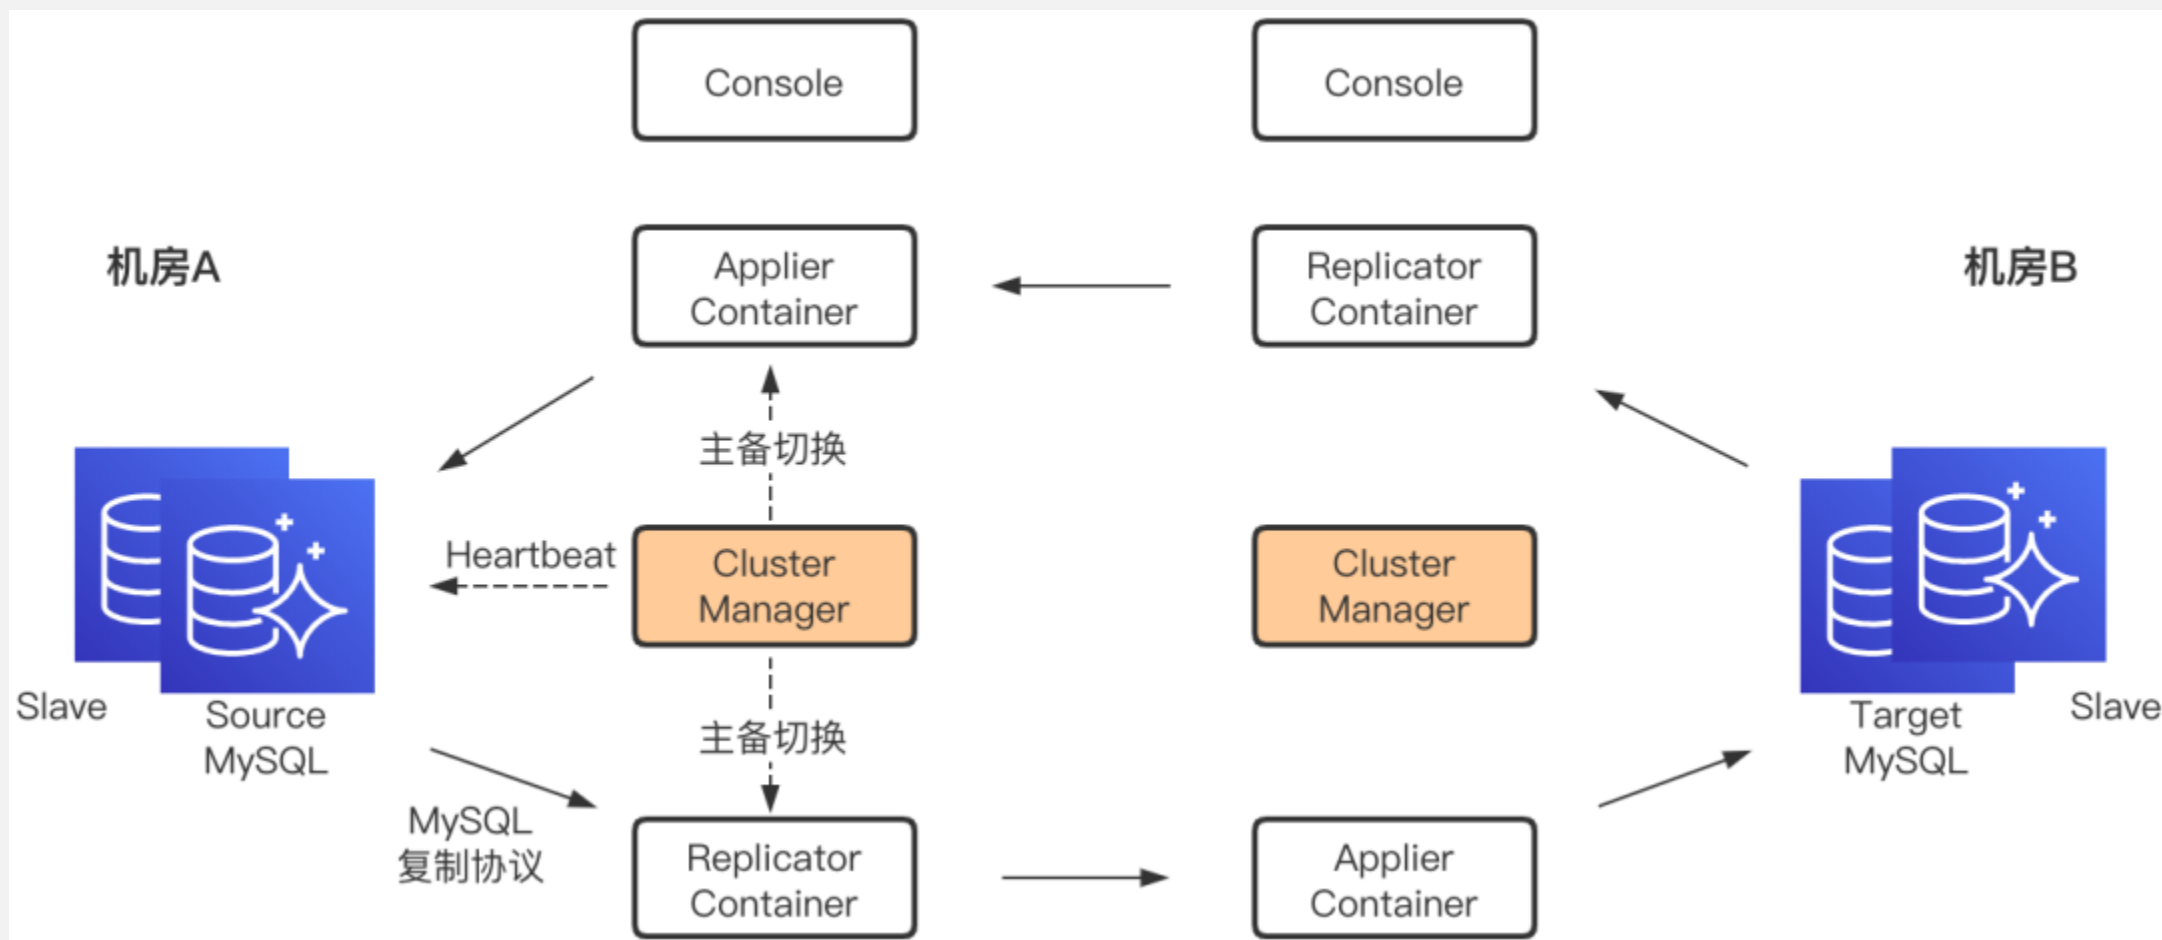 Console
Console
机房A
Applier
Container
Replicator
Container
机房B
主备切换
Heartbeat
Cluster
Manager
Cluster
Manager
Slave
Source
MySQL
主备切换
Target
MySQL
Slave
MySQL
复制协议
Replicator
Container
Applier
Container